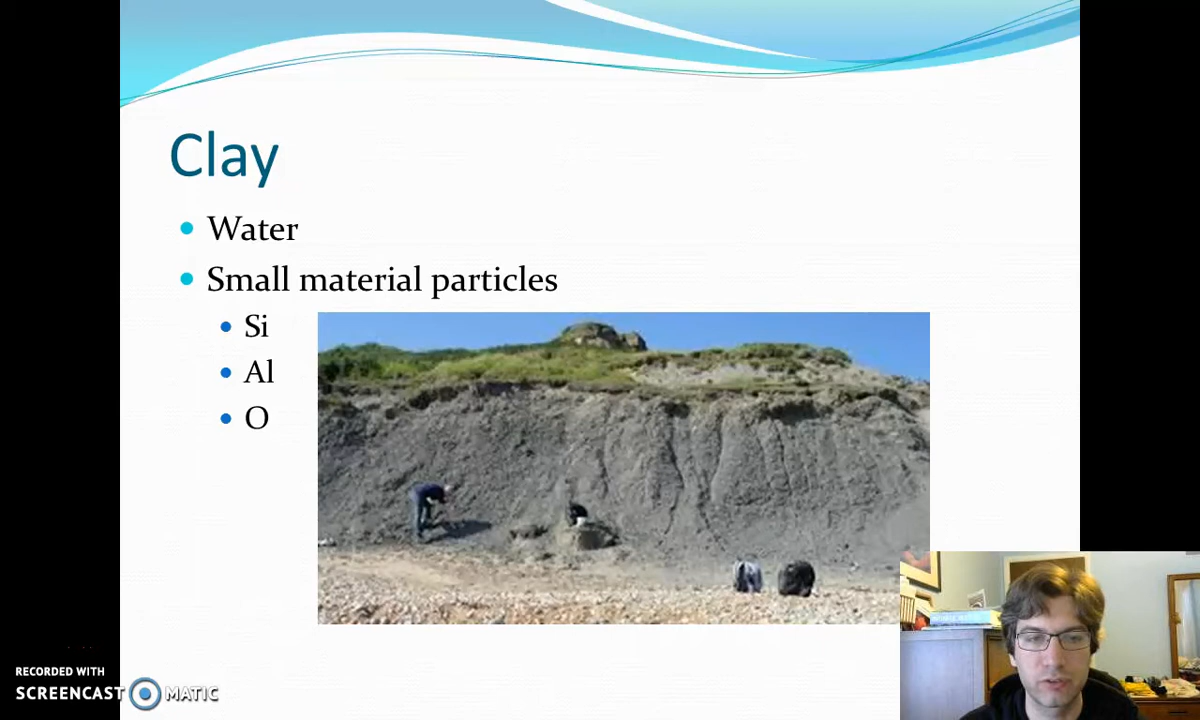 Clay
Water
Small material particles
Si
Al
O
RECORDED WITH
SCREENCAST MATIC